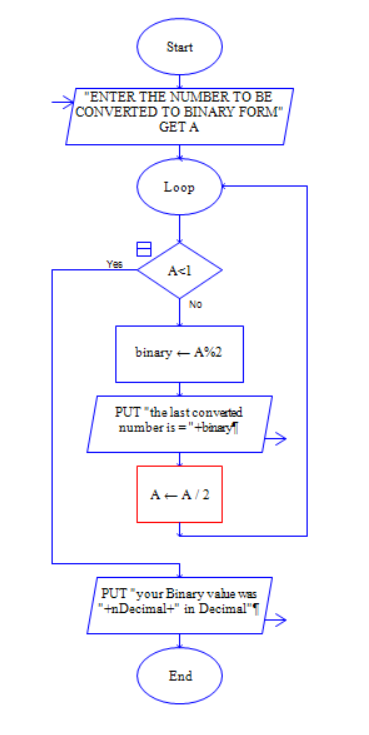 Start
"ENTER THE NUMBER TO BE
CONVERTED TO BINARY FORM"
GET A
Loop
Yes
A<1
No
binary ← A%2
PUT "the last converted
number is = "+binary¶
A ← A / 2
PUT "your Binary value was
"+nDecimal+" in Decimal"¶
End